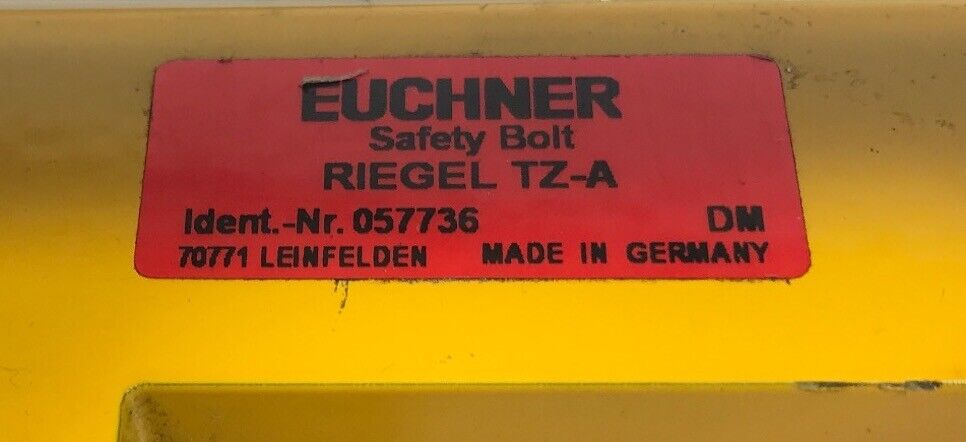 EUCHNER
Safety Bolt
RIEGEL TZ-A
Ident.-Nr. 057736 DM
70771 LEINFELDEN MADE IN GERMANY